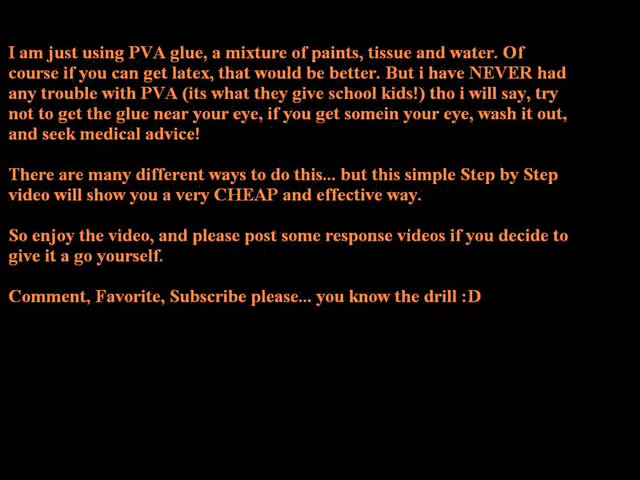 I am just using PVA glue, a mixture of paints, tissue and water. Of
course if you can get latex, that would be better. But i have NEVER had
any trouble with PVA (its what they give school kids!) tho i will say, try
not to get the glue near your eye, if you get somein your eye, wash it out,
and seek medical advice!
There are many different ways to do this... but this simple Step by Step
video will show you a very CHEAP and effective way.
So enjoy the video, and please post some response videos if you decide to
give it a go yourself.
Comment, Favorite, Subscribe please... you know the drill :D